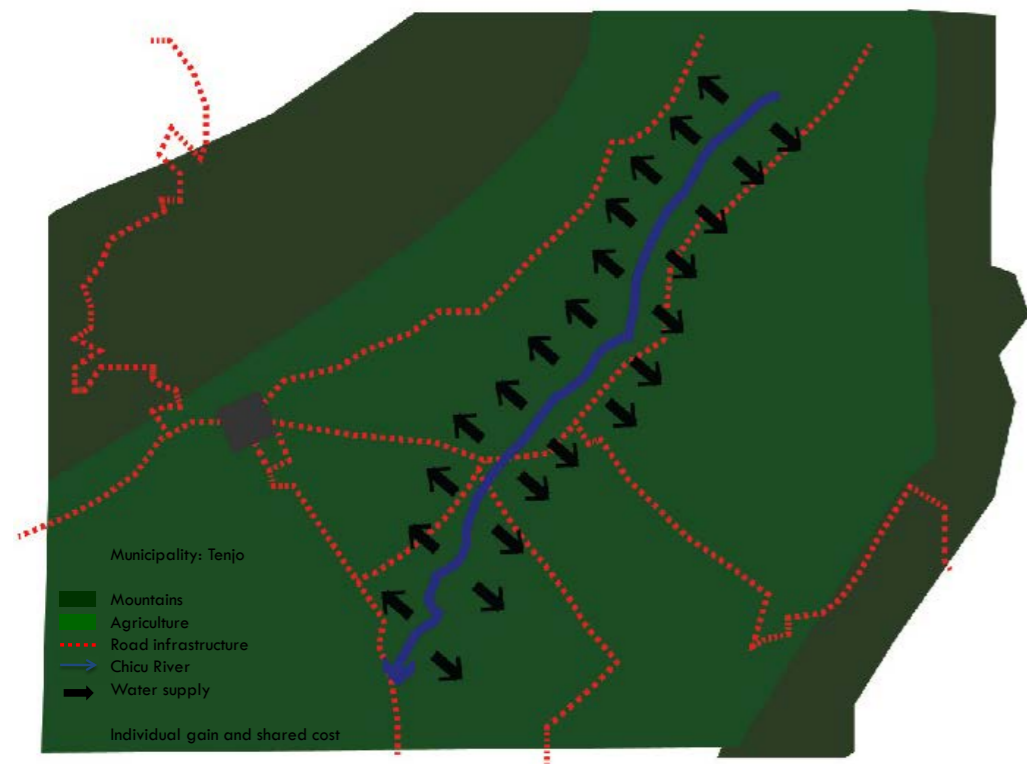 Municipality: Tenjo
Mountains
Agriculture
Road infrastructure
Chicu River
Water supply
Individual gain and shared cost